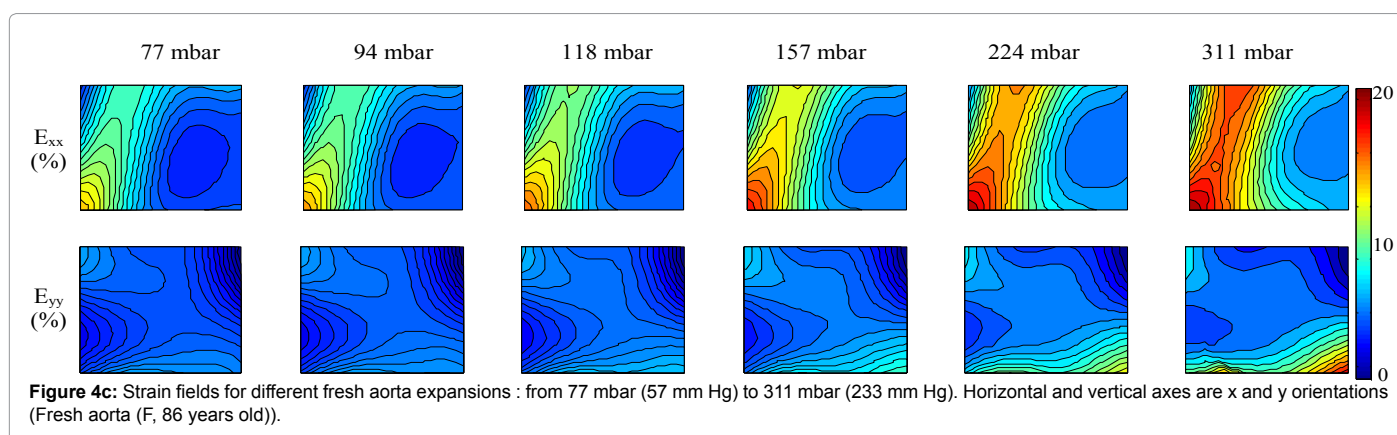 77 mbar 94 mbar 118 mbar 157 mbar 224 mbar 311 mbar
20
Exx
(%)
10
Eyy
(%)
0
Figure 4c: Strain fields for different fresh aorta expansions : from 77 mbar (57 mm Hg) to 311 mbar (233 mm Hg). Horizontal and vertical axes are x and y orientations
(Fresh aorta (F, 86 years old)).